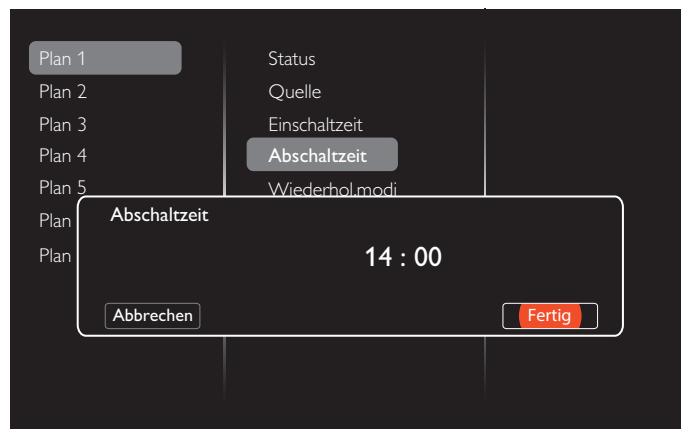 Plan 1
Plan 2
Plan 3
Plan 4
Plan 5
Plan
Plan
Status
Quelle
Einschaltzeit
Abschaltzeit
Wiederhol.modi
Abschaltzeit
14 : 00
Abbrechen
Fertig